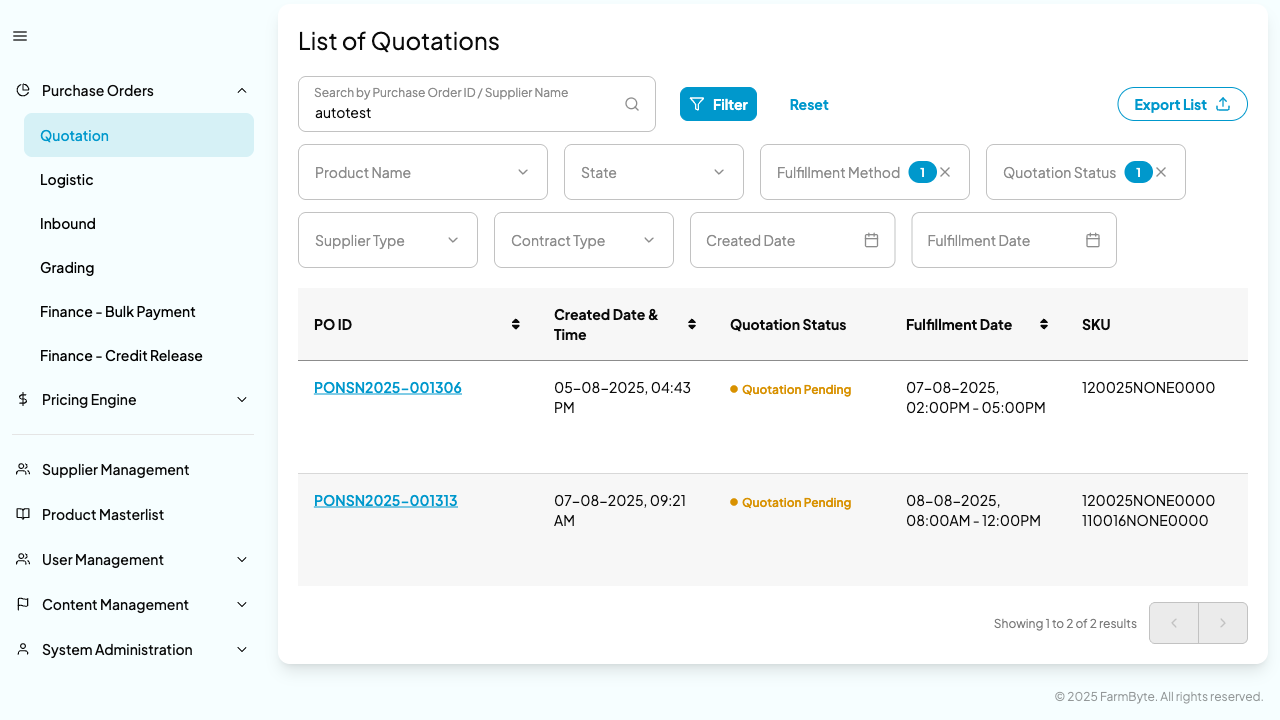 Purchase Orders
Quotation
Logistic
Inbound
Grading
Finance - Bulk Payment
Finance - Credit Release
Pricing Engine
Supplier Management
Product Masterlist
User Management
Content Management
System Administration
List of Quotations
Search by Purchase Order ID / Supplier Name
autotest
Filter
Reset
Export List
Product Name
State
Fulfillment Method 1
Quotation Status 1
Supplier Type
Contract Type
Created Date
Fulfillment Date
PO ID
Created Date &
Time
Quotation Status
Fulfillment Date
SKU
PONSN2025-001306
05-08-2025, 04:43
PM
Quotation Pending
07-08-2025,
02:00PM - 05:00PM
120025NONE0000
PONSN2025-001313
07-08-2025, 09:21
AM
Quotation Pending
08-08-2025,
08:00AM - 12:00PM
120025NONE0000
110016NONE0000
Showing 1 to 2 of 2 results
© 2025 FarmByte. All rights reserved.